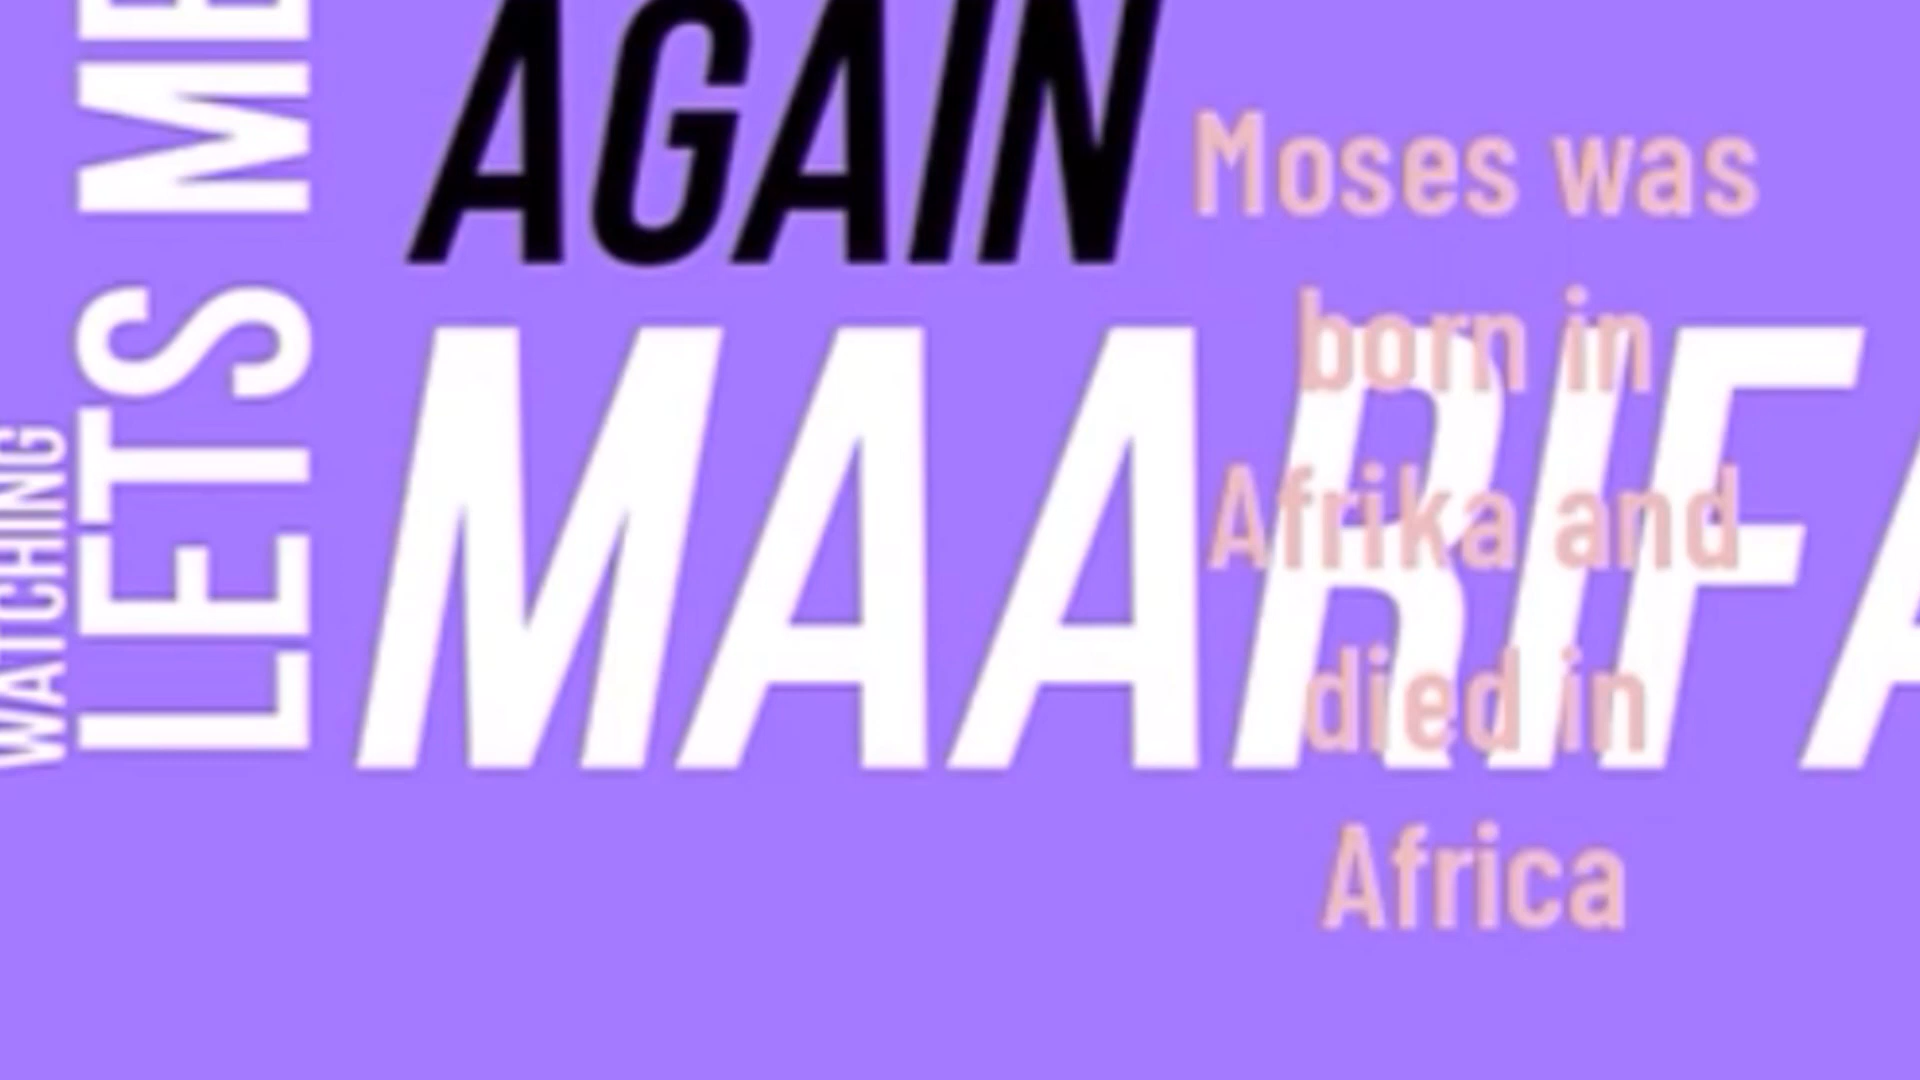 WATCHING
LETS ME
AGAIN
MAARIFA
Moses was
born in
Afrika and
died in
Africa